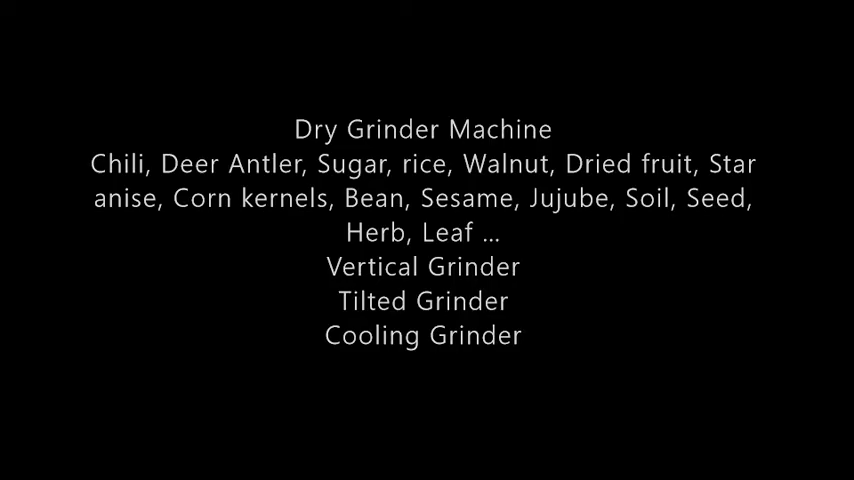 Dry Grinder Machine
Chili, Deer Antler, Sugar, rice, Walnut, Dried fruit, Star
anise, Corn kernels, Bean, Sesame, Jujube, Soil, Seed,
Herb, Leaf ...
Vertical Grinder
Tilted Grinder
Cooling Grinder